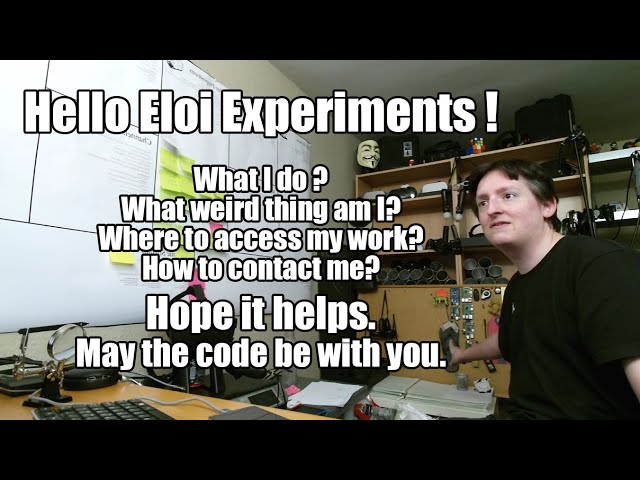 Hello Eloi Experiments !
What I do ?
What weird thing am I?
Where to access my work?
How to contact me?
Hope it helps.
May the code be with you.